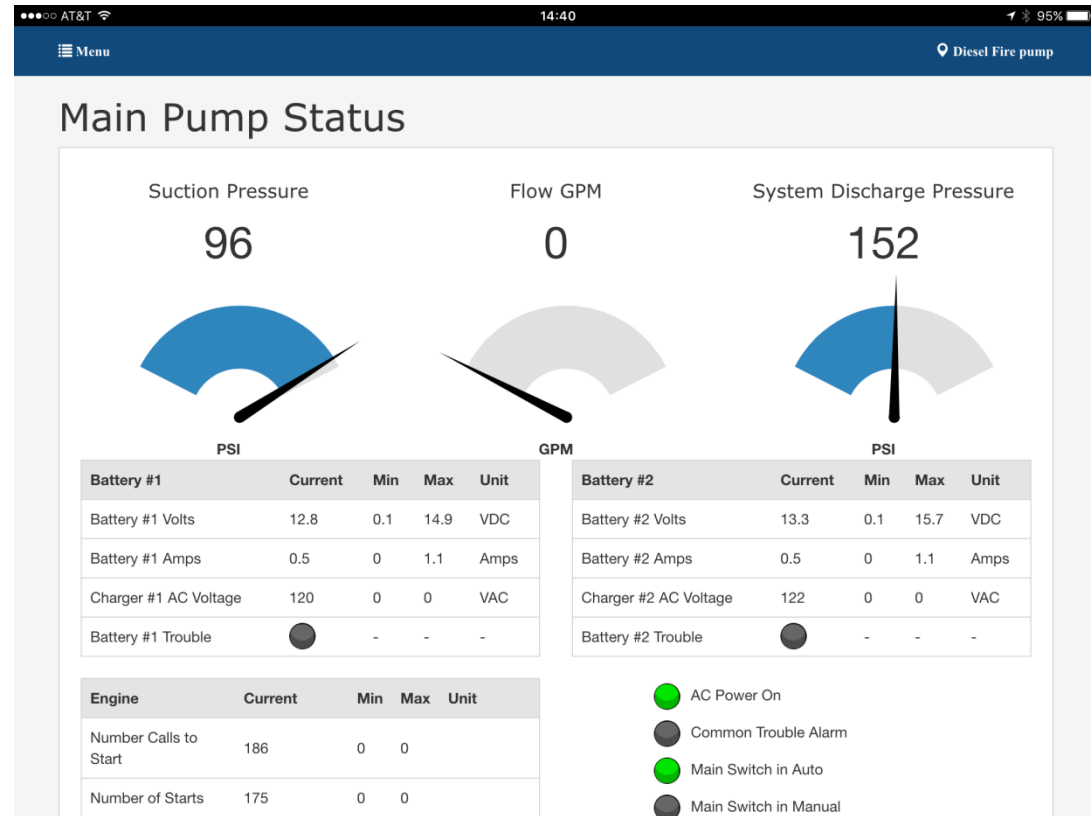 AT&T 14:40 95%
Menu Diesel Fire pump
Main Pump Status
Suction Pressure Flow GPM System Discharge Pressure
96 0 152
PSI GPM PSI
Battery #1 Current Min Max Unit
Battery #1 Volts 12.8 0.1 14.9 VDC
Battery #1 Amps 0.5 0 1.1 Amps
Charger #1 AC Voltage 120 0 0 VAC
Battery #1 Trouble - - -
Battery #2 Current Min Max Unit
Battery #2 Volts 13.3 0.1 15.7 VDC
Battery #2 Amps 0.5 0 1.1 Amps
Charger #2 AC Voltage 122 0 0 VAC
Battery #2 Trouble - - -
Engine Current Min Max Unit
Number Calls to
Start 186 0 0
Number of Starts 175 0 0
AC Power On
Common Trouble Alarm
Main Switch in Auto
Main Switch in Manual